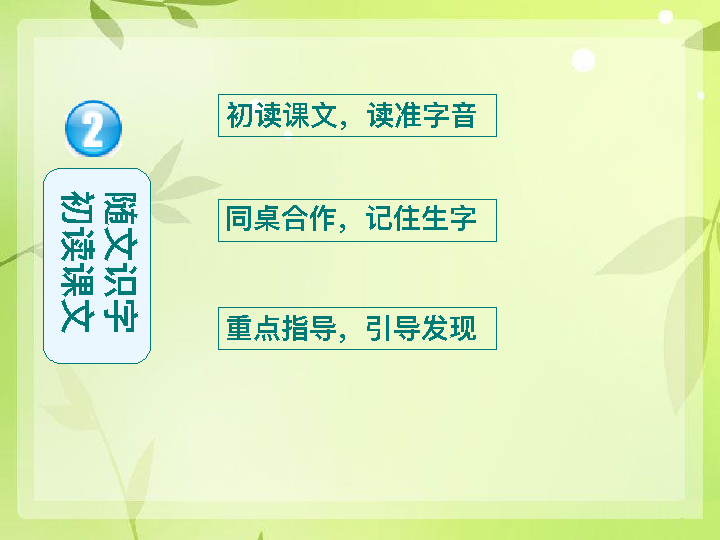 2
随文识字
初读课文
初读课文，读准字音
同桌合作，记住生字
重点指导，引导发现